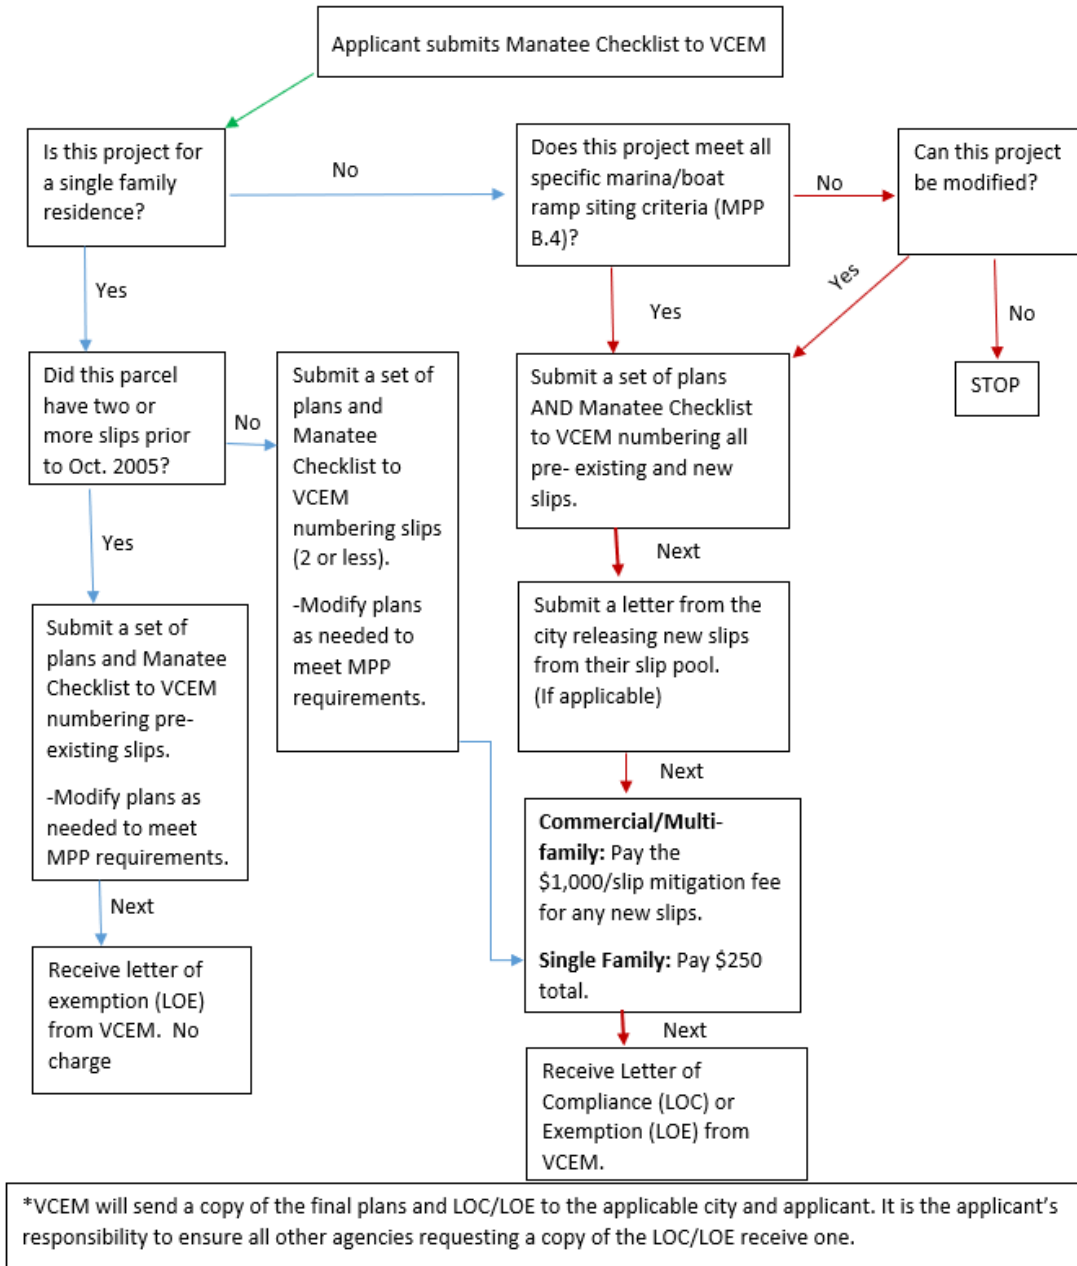 Applicant submits Manatee Checklist to VCEM
Is this project for
a single family
residence?
No
Does this project meet all
specific marina/boat
ramp siting criteria (MPP
B.4)?
No
Can this project
be modified?
Yes
Yes
Yes
No
STOP
Did this parcel
have two or
more slips prior
to Oct. 2005?
No
Submit a set of
plans and
Manatee
Checklist to
VCEM
numbering slips
(2 or less).
-Modify plans
as needed to
meet MPP
requirements.
Submit a set of plans
AND Manatee Checklist
to VCEM numbering all
pre- existing and new
slips.
Yes
Next
Submit a set of
plans and Manatee
Checklist to VCEM
numbering pre-
existing slips.
-Modify plans as
needed to meet
MPP requirements.
Submit a letter from the
city releasing new slips
from their slip pool.
(If applicable)
Next
Commercial/Multi-
family: Pay the
$1,000/slip mitigation fee
for any new slips.
Single Family: Pay $250
total.
Next
Receive letter of
exemption (LOE)
from VCEM.  No
charge
Next
Receive Letter of
Compliance (LOC) or
Exemption (LOE) from
VCEM.
*VCEM will send a copy of the final plans and LOC/LOE to the applicable city and applicant. It is the applicant's
responsibility to ensure all other agencies requesting a copy of the LOC/LOE receive one.